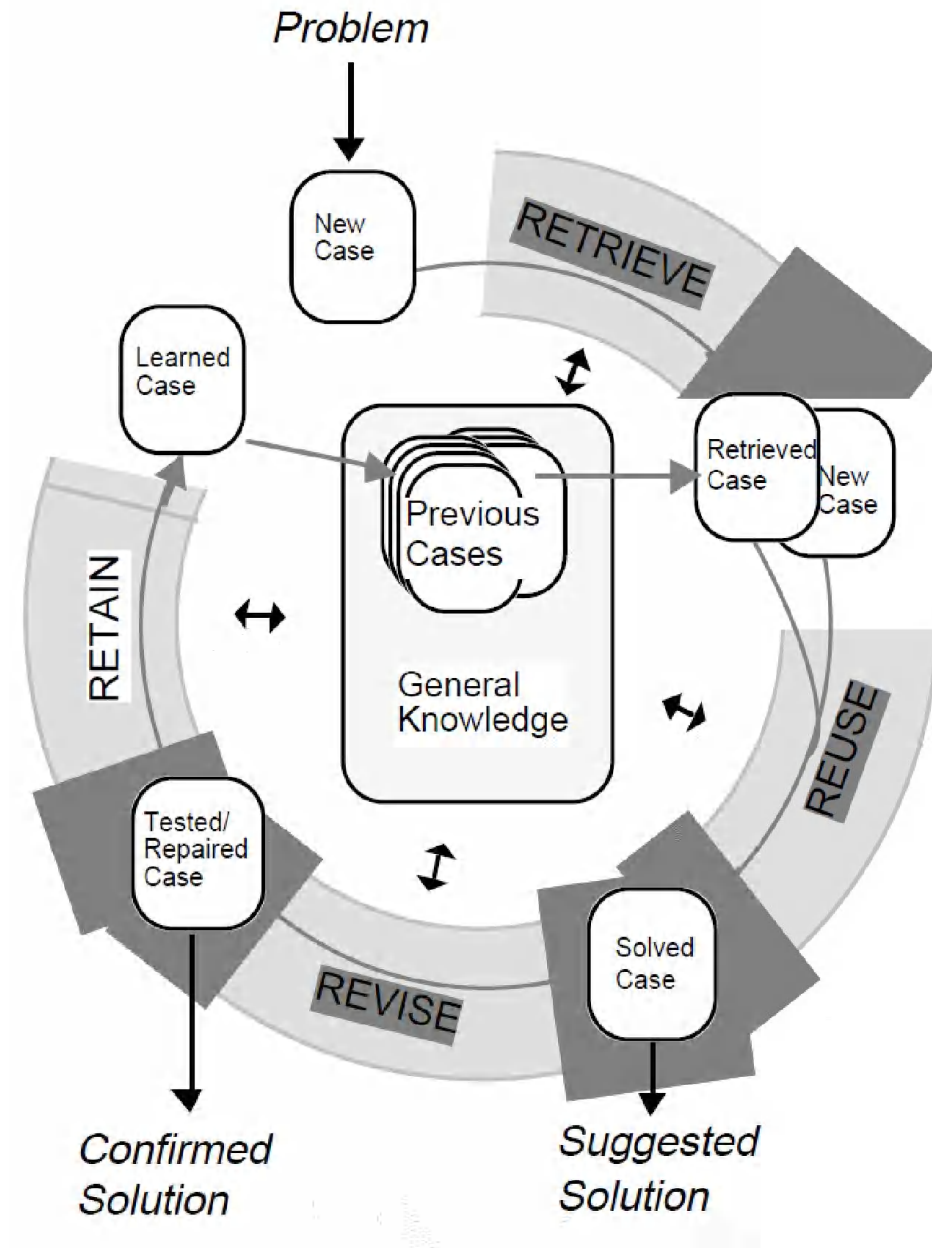 Problem
New
Case
RETRIEVE
Learned
Case
Retrieved
Case
New
Case
Previous
Cases
RETAIN
General
Knowledge
REUSE
Tested/
Repaired
Case
Solved
Case
REVISE
Confirmed
Solution
Suggested
Solution